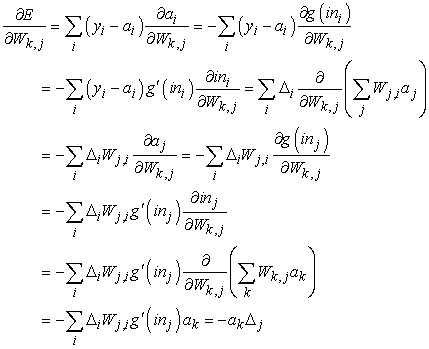 ∂E/∂W_{k,j} = ∑_i (y_i − a_i) ∂a_i/∂W_{k,j} = −∑_i (y_i − a_i) ∂g(in_i)/∂W_{k,j}
= −∑_i (y_i − a_i) g'(in_i) ∂in_i/∂W_{k,j} = ∑_i Δ_i ∂/∂W_{k,j} (∑_j W_{j,i} a_j)
= −∑_i Δ_i W_{j,i} ∂a_j/∂W_{k,j} = −∑_i Δ_i W_{j,i} ∂g(in_j)/∂W_{k,j}
= −∑_i Δ_i W_{j,i} g'(in_j) ∂in_j/∂W_{k,j}
= −∑_i Δ_i W_{j,i} g'(in_j) ∂/∂W_{k,j} (∑_k W_{k,j} a_k)
= −∑_i Δ_i W_{j,i} g'(in_j) a_k = −a_k Δ_j